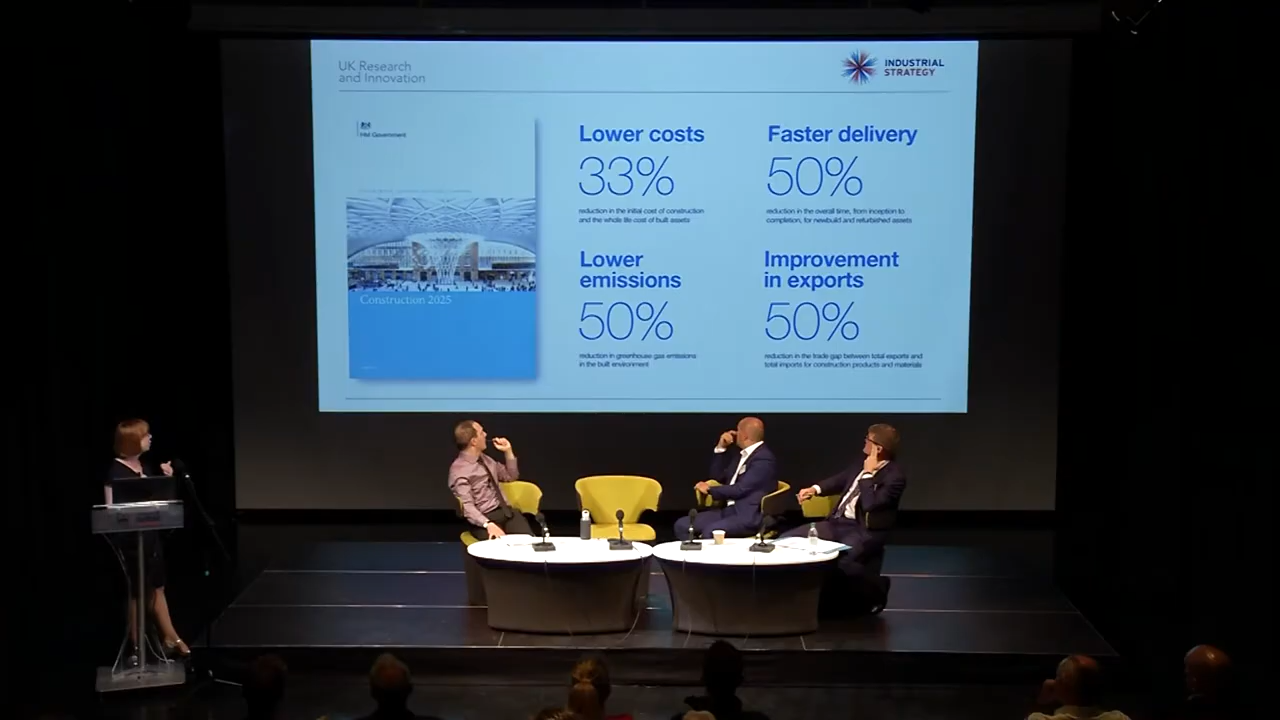 UK Research
and Innovation
INDUSTRIAL
STRATEGY
HM Government
Construction 2025
Lower costs
33%
reduction in the initial cost of construction
and the whole life cost of built assets
Faster delivery
50%
reduction in the overall time, from inception to
completion, for newbuild and refurbished assets
Lower
emissions
50%
reduction in greenhouse gas emissions
in the built environment
Improvement
in exports
50%
reduction in the trade gap between total exports and
total imports for construction products and materials